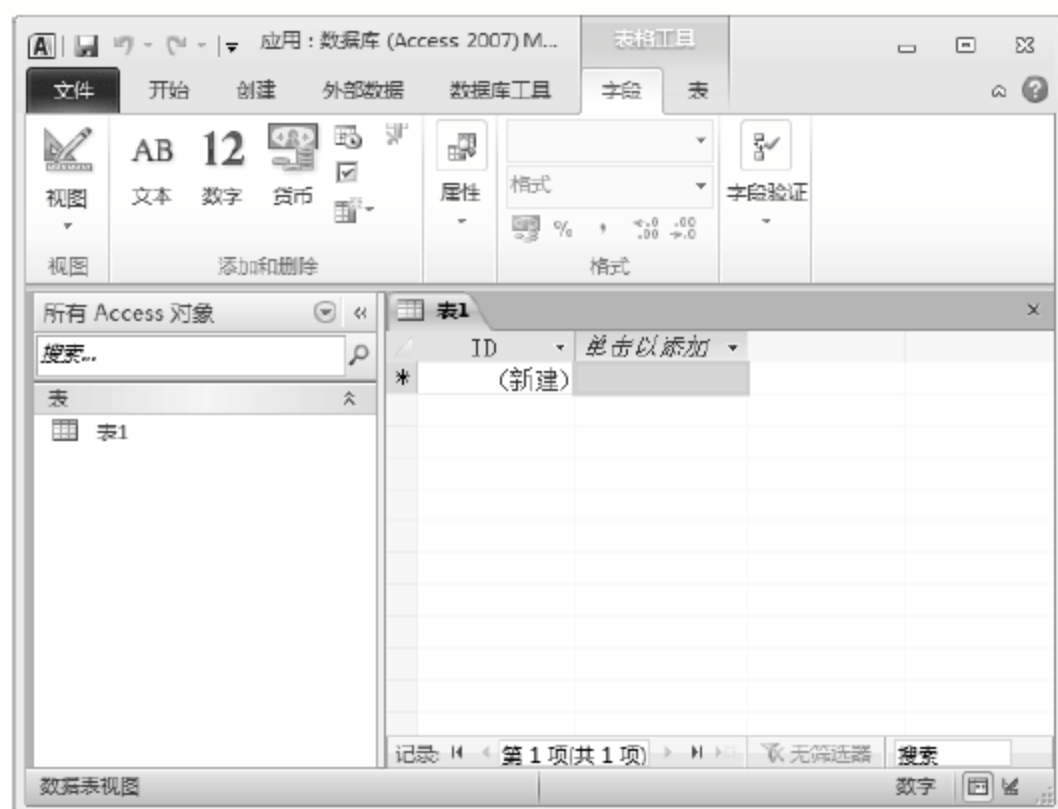 应用：数据库 (Access 2007) M...
表格工具
文件 开始 创建 外部数据 数据库工具 字段 表
AB 12
视图 文本 数字 货币 属性 格式 字段验证
% , .00 .00
视图 添加和删除 格式
所有 Access 对象 « 表1
搜索...
ID 单击以添加
* (新建)
表
表1
记录: 第 1 项(共 1 项) 无筛选器 搜索
数据表视图 数字